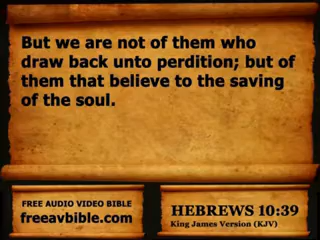 But we are not of them who
draw back unto perdition; but of
them that believe to the saving
of the soul.
FREE AUDIO VIDEO BIBLE
freeavbible.com
HEBREWS 10:39
King James Version (KJV)